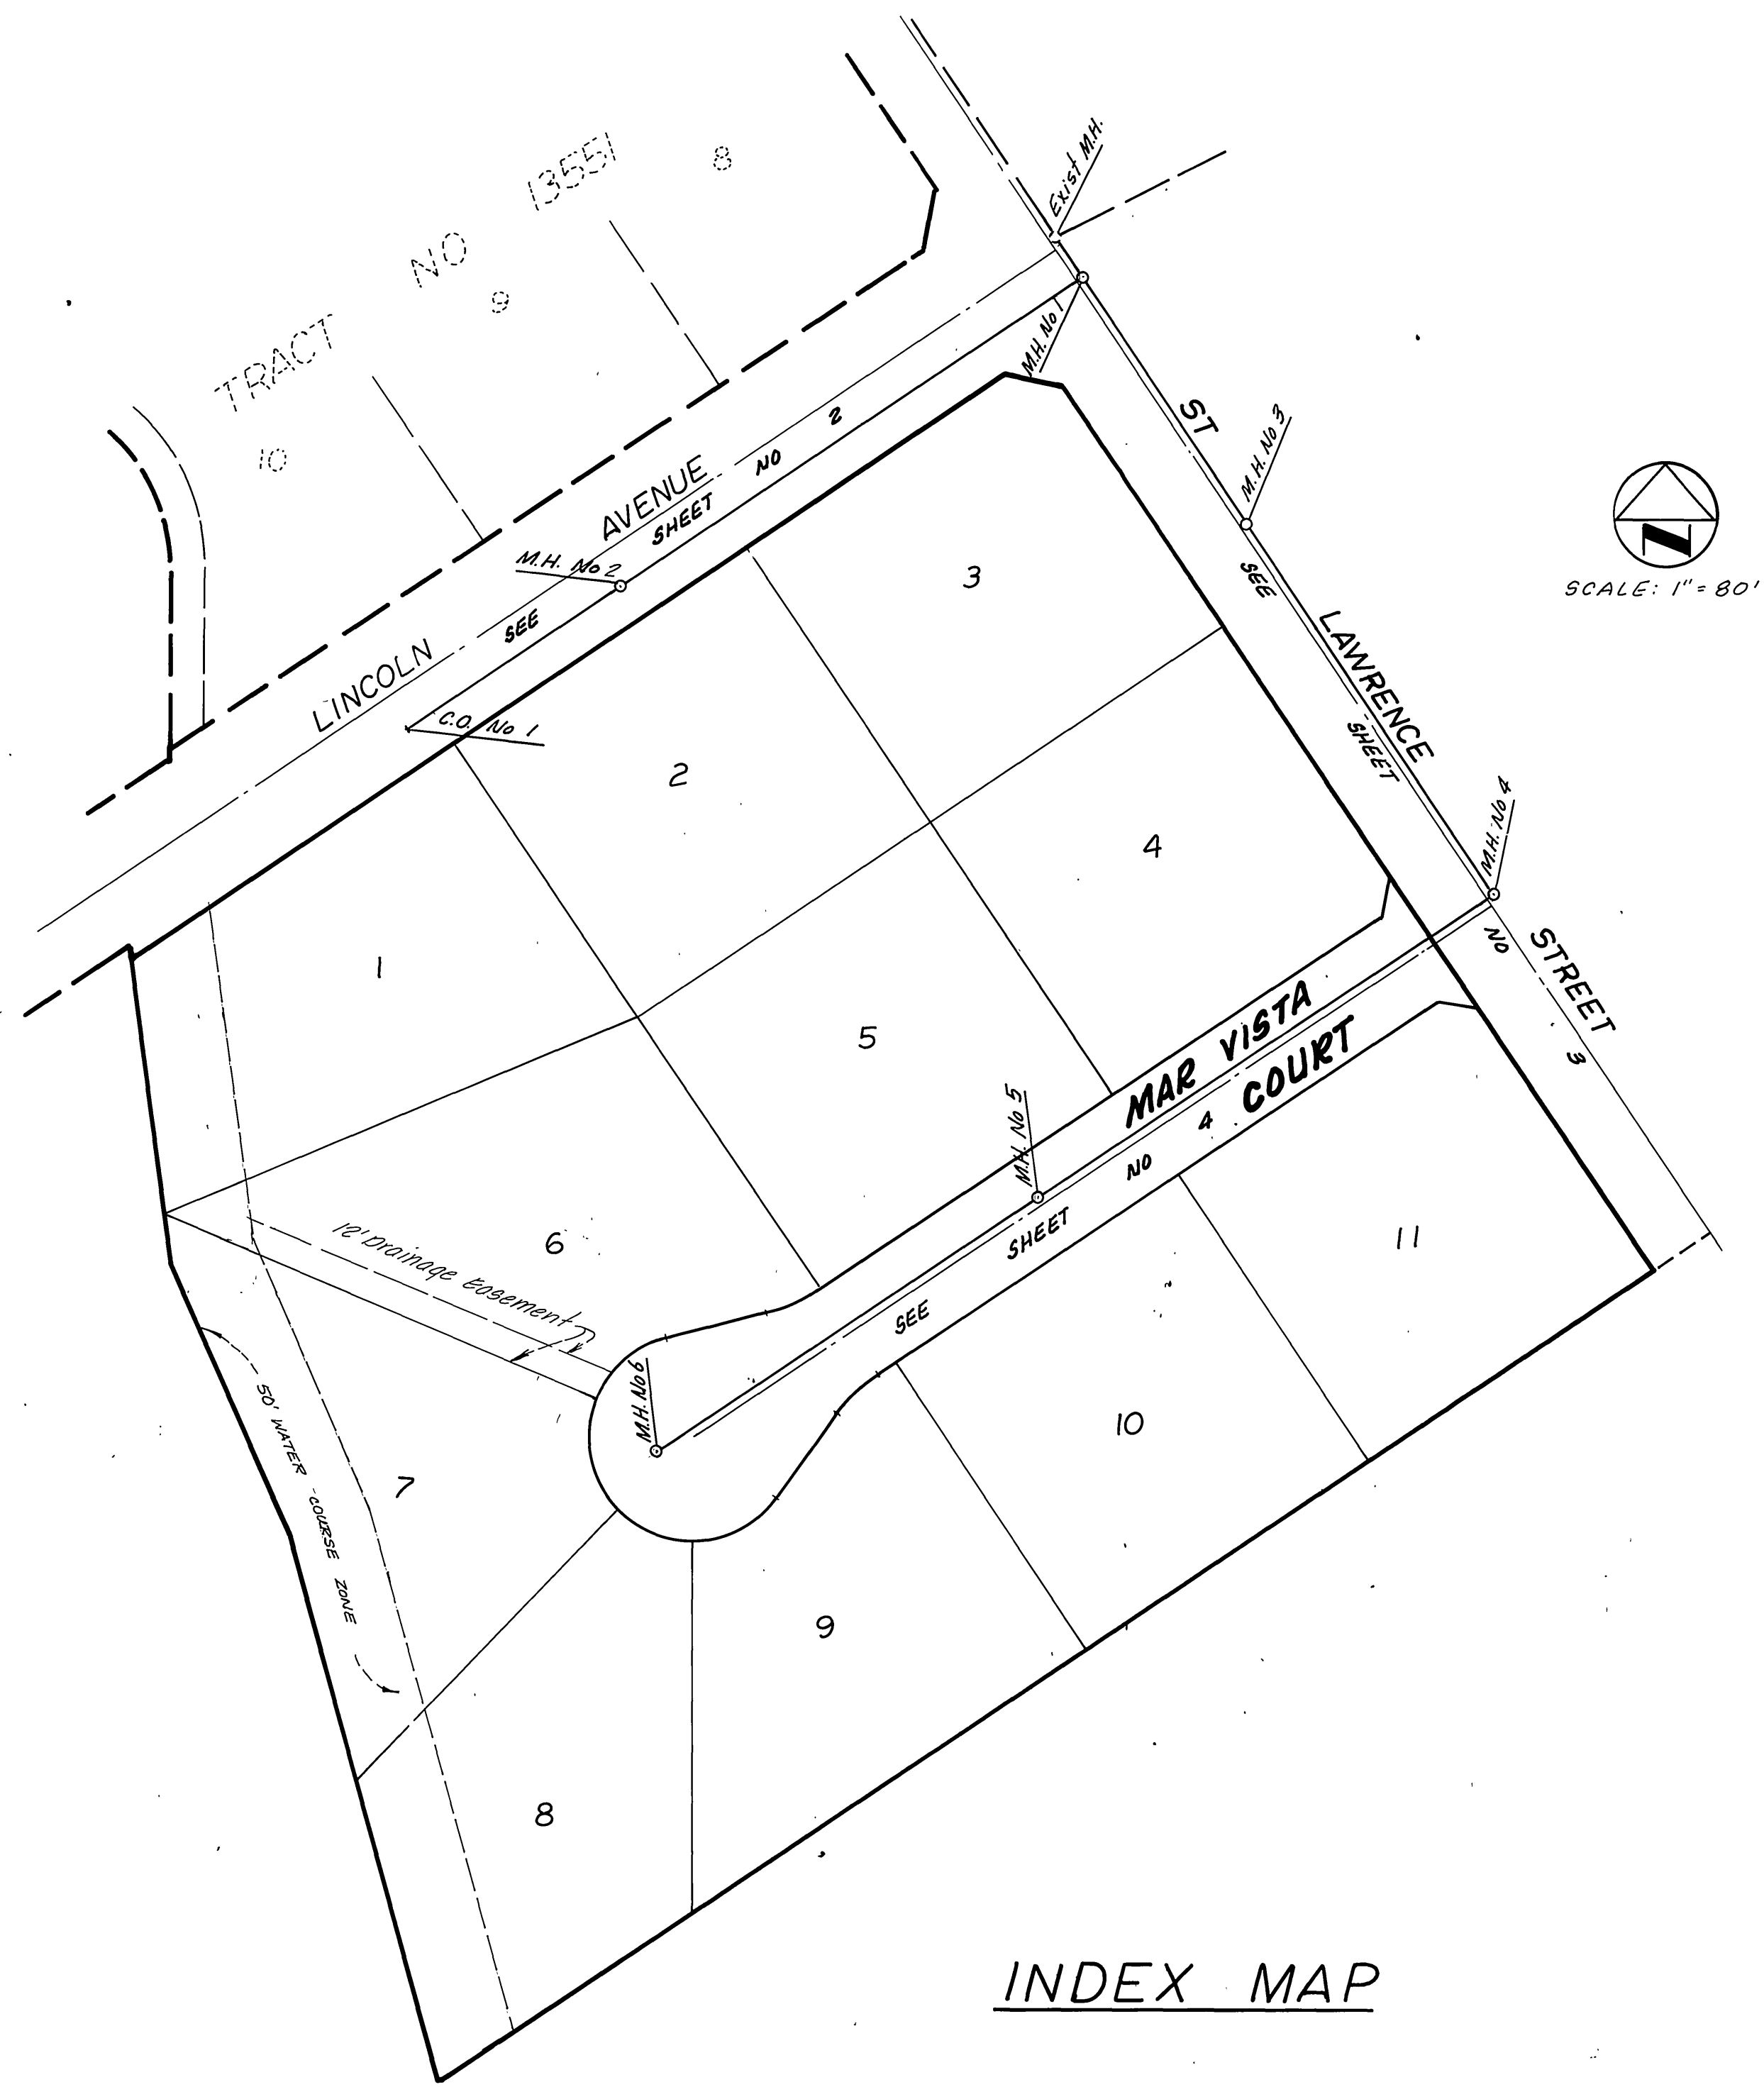 TRACT NO 13551
8
9
10
Exist M.H.
M.H. No 1
LINCOLN AVENUE
SEE SHEET NO 2
M.H. No 2
C.O. No 1
ST LAWRENCE STREET
SEE SHEET NO 3
M.H. No 3
M.H. No 4
N
SCALE: 1" = 80'
1
2
3
4
5
6
7
8
9
10
11
MAR VISTA
COURT
SEE SHEET NO 4
M.H. No 5
M.H. No 6
12' Drainage Easement
50' WATER-COURSE ZONE
INDEX MAP